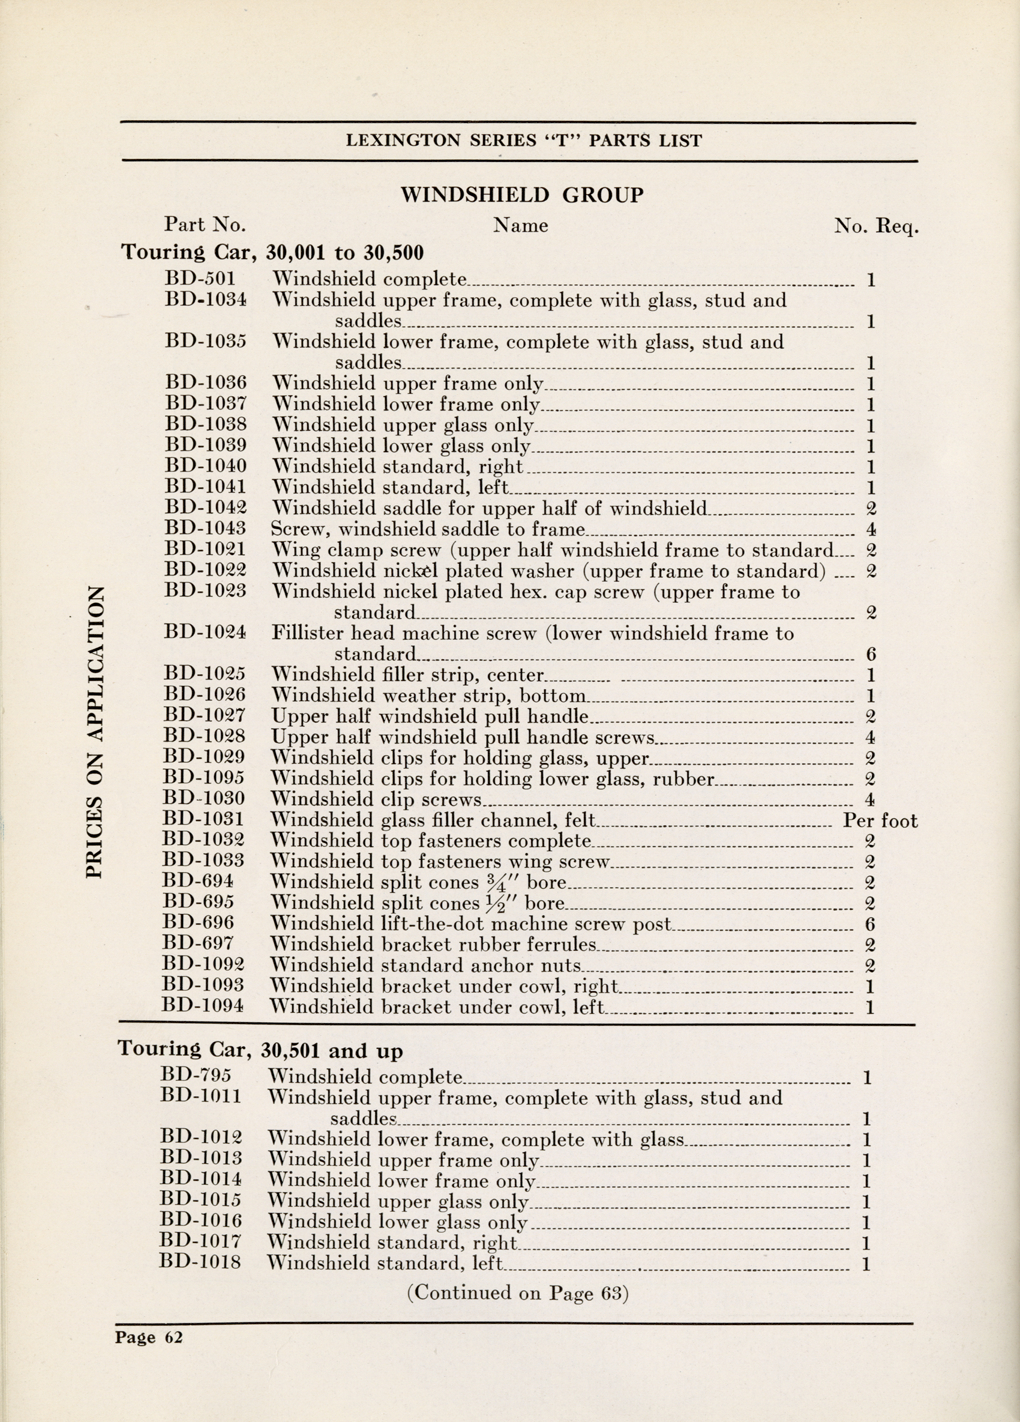 LEXINGTON SERIES "T" PARTS LIST
WINDSHIELD GROUP
Part No. Name No. Req.
Touring Car, 30,001 to 30,500
BD-501 Windshield complete 1
BD-1034 Windshield upper frame, complete with glass, stud and
saddles 1
BD-1035 Windshield lower frame, complete with glass, stud and
saddles 1
BD-1036 Windshield upper frame only 1
BD-1037 Windshield lower frame only 1
BD-1038 Windshield upper glass only 1
BD-1039 Windshield lower glass only 1
BD-1040 Windshield standard, right 1
BD-1041 Windshield standard, left 1
BD-1042 Windshield saddle for upper half of windshield 2
BD-1043 Screw, windshield saddle to frame 4
BD-1021 Wing clamp screw (upper half windshield frame to standard 2
BD-1022 Windshield nickel plated washer (upper frame to standard) 2
BD-1023 Windshield nickel plated hex. cap screw (upper frame to
standard 2
BD-1024 Fillister head machine screw (lower windshield frame to
standard 6
BD-1025 Windshield filler strip, center 1
BD-1026 Windshield weather strip, bottom 1
BD-1027 Upper half windshield pull handle 2
BD-1028 Upper half windshield pull handle screws 4
BD-1029 Windshield clips for holding glass, upper 2
BD-1095 Windshield clips for holding lower glass, rubber 2
BD-1030 Windshield clip screws 4
BD-1031 Windshield glass filler channel, felt Per foot
BD-1032 Windshield top fasteners complete 2
BD-1033 Windshield top fasteners wing screw 2
BD-694 Windshield split cones ¾" bore 2
BD-695 Windshield split cones ½" bore 2
BD-696 Windshield lift-the-dot machine screw post 6
BD-697 Windshield bracket rubber ferrules 2
BD-1092 Windshield standard anchor nuts 2
BD-1093 Windshield bracket under cowl, right 1
BD-1094 Windshield bracket under cowl, left 1
Touring Car, 30,501 and up
BD-795 Windshield complete 1
BD-1011 Windshield upper frame, complete with glass, stud and
saddles 1
BD-1012 Windshield lower frame, complete with glass 1
BD-1013 Windshield upper frame only 1
BD-1014 Windshield lower frame only 1
BD-1015 Windshield upper glass only 1
BD-1016 Windshield lower glass only 1
BD-1017 Windshield standard, right 1
BD-1018 Windshield standard, left 1
(Continued on Page 63)
Page 62
PRICES ON APPLICATION